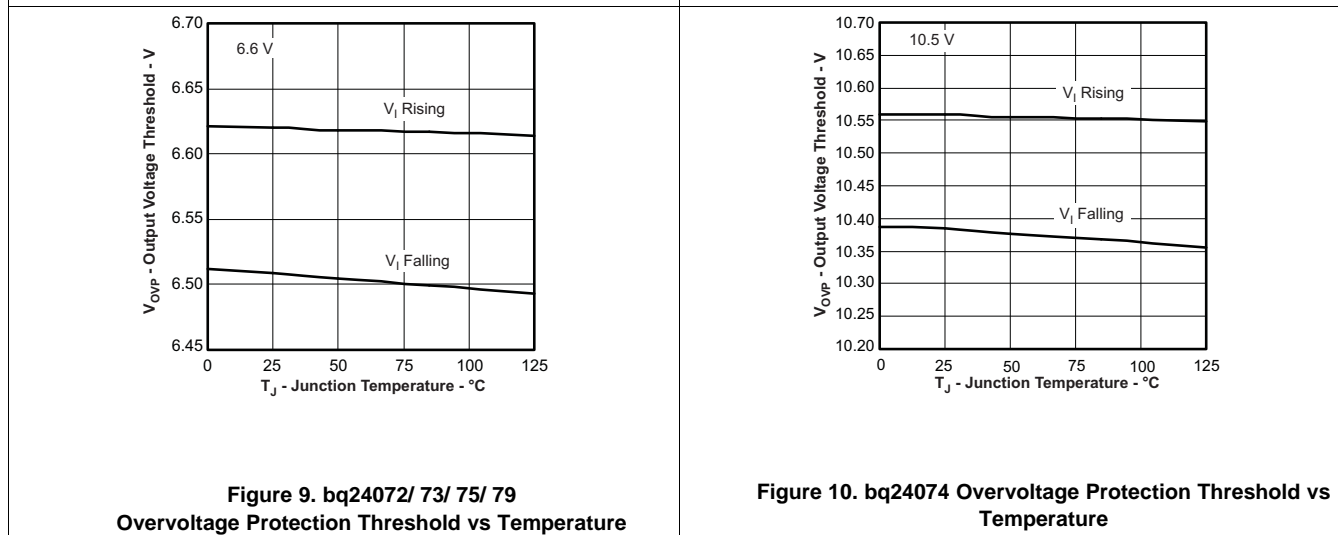 6.70
6.65
6.60
6.55
6.50
6.45
V_OVP - Output Voltage Threshold - V
6.6 V
V_I Rising
V_I Falling
0 25 50 75 100 125
T_J - Junction Temperature - °C
Figure 9. bq24072/ 73/ 75/ 79
Overvoltage Protection Threshold vs Temperature
10.70
10.65
10.60
10.55
10.50
10.45
10.40
10.35
10.30
10.25
10.20
V_OVP - Output Voltage Threshold - V
10.5 V
V_I Rising
V_I Falling
0 25 50 75 100 125
T_J - Junction Temperature - °C
Figure 10. bq24074 Overvoltage Protection Threshold vs
Temperature